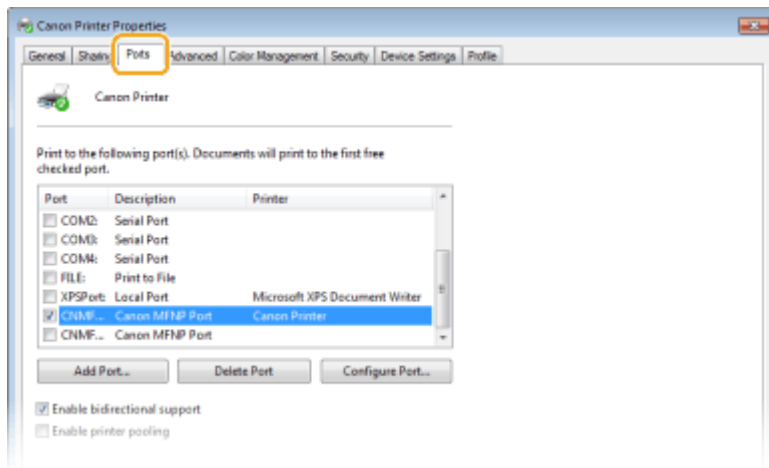 Canon Printer Properties
General Sharing Ports Advanced Color Management Security Device Settings Profile
Canon Printer
Print to the following port(s). Documents will print to the first free
checked port.
Port Description Printer
COM2: Serial Port
COM3: Serial Port
COM4: Serial Port
FILE: Print to File
XPSPort: Local Port Microsoft XPS Document Writer
CNMF... Canon MFNP Port Canon Printer
CNMF... Canon MFNP Port
Add Port... Delete Port Configure Port...
Enable bidirectional support
Enable printer pooling